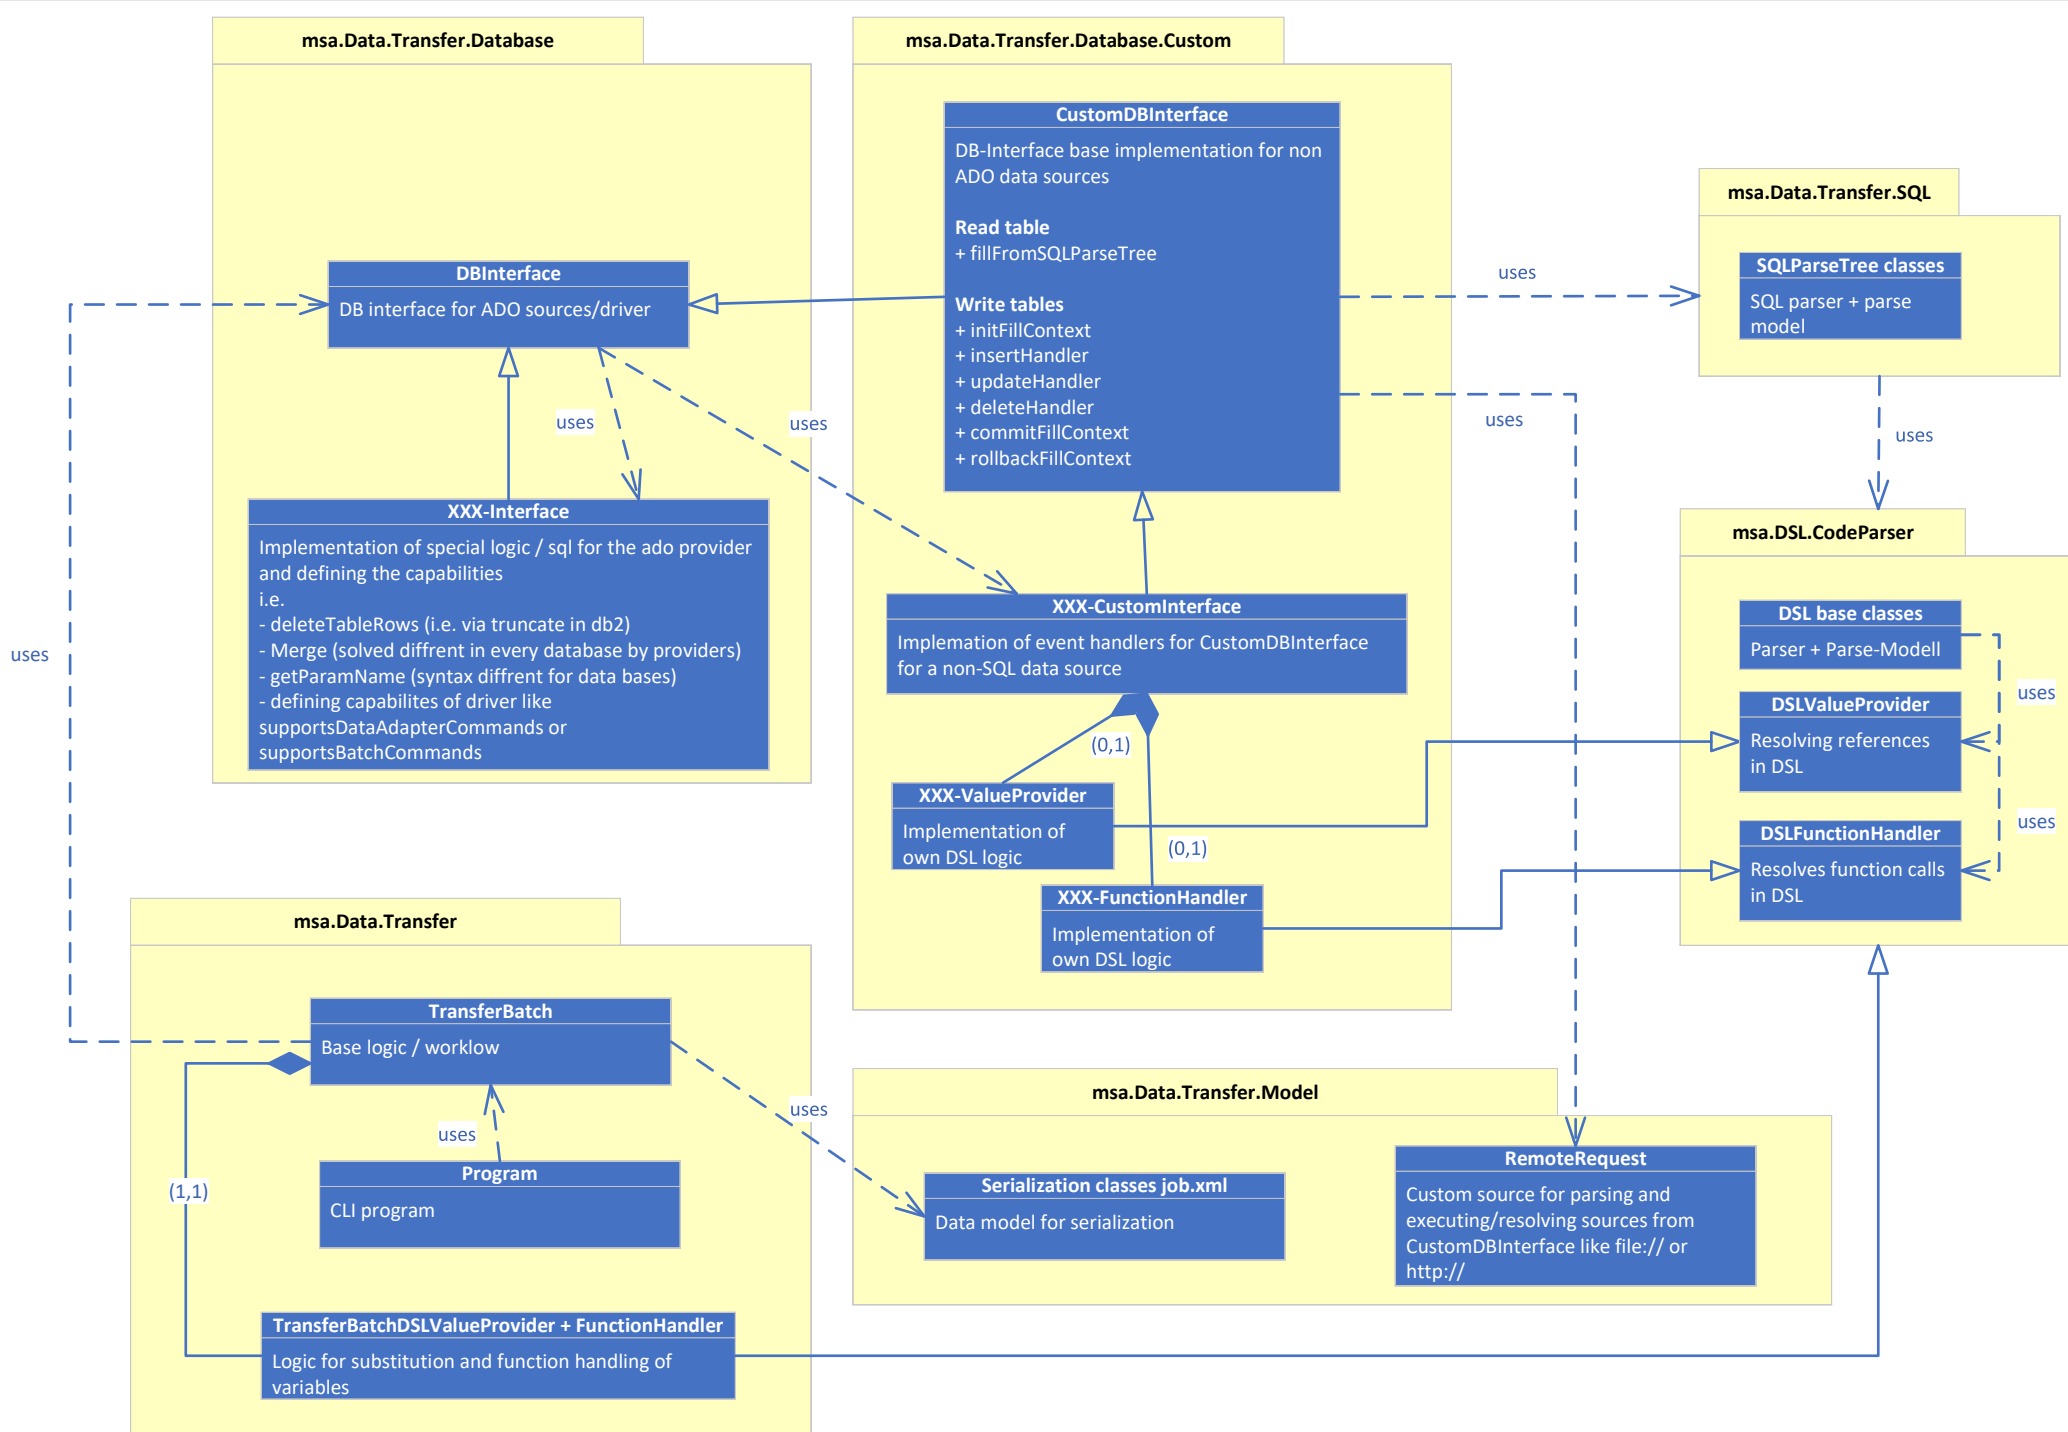 msa.Data.Transfer.Database
DBInterface
DB interface for ADO sources/driver
uses
uses
XXX-Interface
Implementation of special logic / sql for the ado provider
and defining the capabilities
i.e.
- deleteTableRows (i.e. via truncate in db2)
- Merge (solved diffrent in every database by providers)
- getParamName (syntax diffrent for data bases)
- defining capabilites of driver like
supportsDataAdapterCommands or
supportsBatchCommands
uses
msa.Data.Transfer.Database.Custom
CustomDBInterface
DB-Interface base implementation for non
ADO data sources
Read table
+ fillFromSQLParseTree
Write tables
+ initFillContext
+ insertHandler
+ updateHandler
+ deleteHandler
+ commitFillContext
+ rollbackFillContext
XXX-CustomInterface
Implemation of event handlers for CustomDBInterface
for a non-SQL data source
(0,1)
XXX-ValueProvider
Implementation of
own DSL logic
(0,1)
XXX-FunctionHandler
Implementation of
own DSL logic
uses
uses
msa.Data.Transfer.SQL
SQLParseTree classes
SQL parser + parse
model
uses
msa.DSL.CodeParser
DSL base classes
Parser + Parse-Modell
uses
DSLValueProvider
Resolving references
in DSL
uses
DSLFunctionHandler
Resolves function calls
in DSL
msa.Data.Transfer
TransferBatch
Base logic / worklow
uses
uses
Program
CLI program
(1,1)
TransferBatchDSLValueProvider + FunctionHandler
Logic for substitution and function handling of
variables
msa.Data.Transfer.Model
Serialization classes job.xml
Data model for serialization
RemoteRequest
Custom source for parsing and
executing/resolving sources from
CustomDBInterface like file:// or
http://